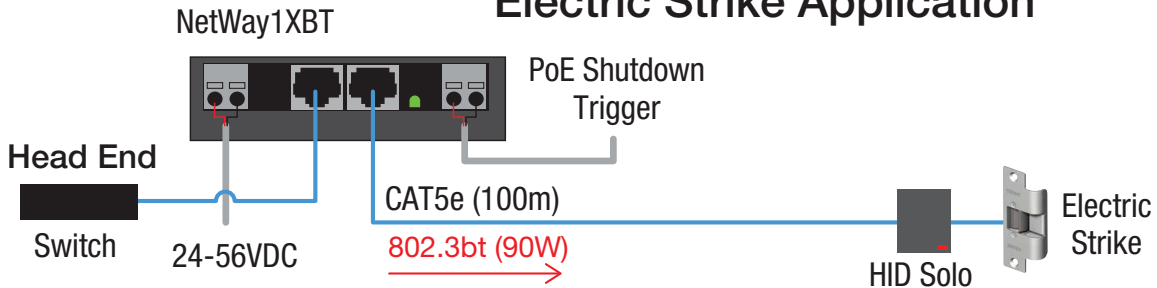 Electric Strike Application
NetWay1XBT
PoE Shutdown
Trigger
Head End
Switch
24-56VDC
CAT5e (100m)
802.3bt (90W)
HID Solo
Electric
Strike